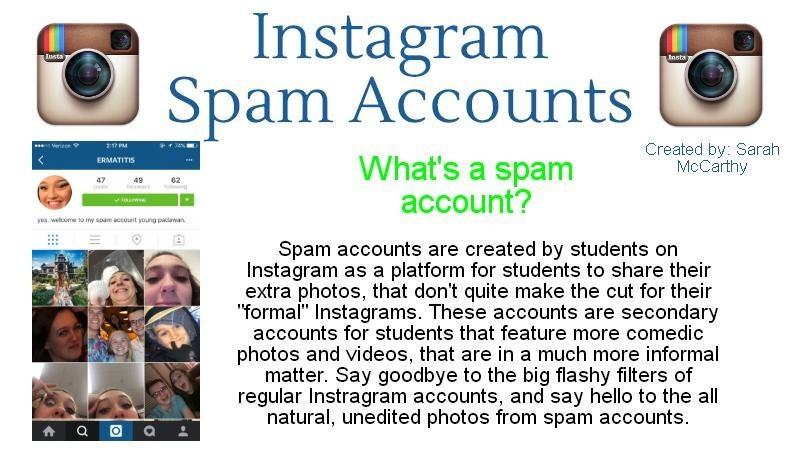 Instagram
Spam Accounts
Insta
Insta
Created by: Sarah
McCarthy
Verizon 2:17 PM 74%
ERMATITIS
47 49 62
posts followers following
FOLLOWING
yes. welcome to my spam account young padawan.
What's a spam
account?
Spam accounts are created by students on
Instagram as a platform for students to share their
extra photos, that don't quite make the cut for their
"formal" Instagrams. These accounts are secondary
accounts for students that feature more comedic
photos and videos, that are in a much more informal
matter. Say goodbye to the big flashy filters of
regular Instragram accounts, and say hello to the all
natural, unedited photos from spam accounts.